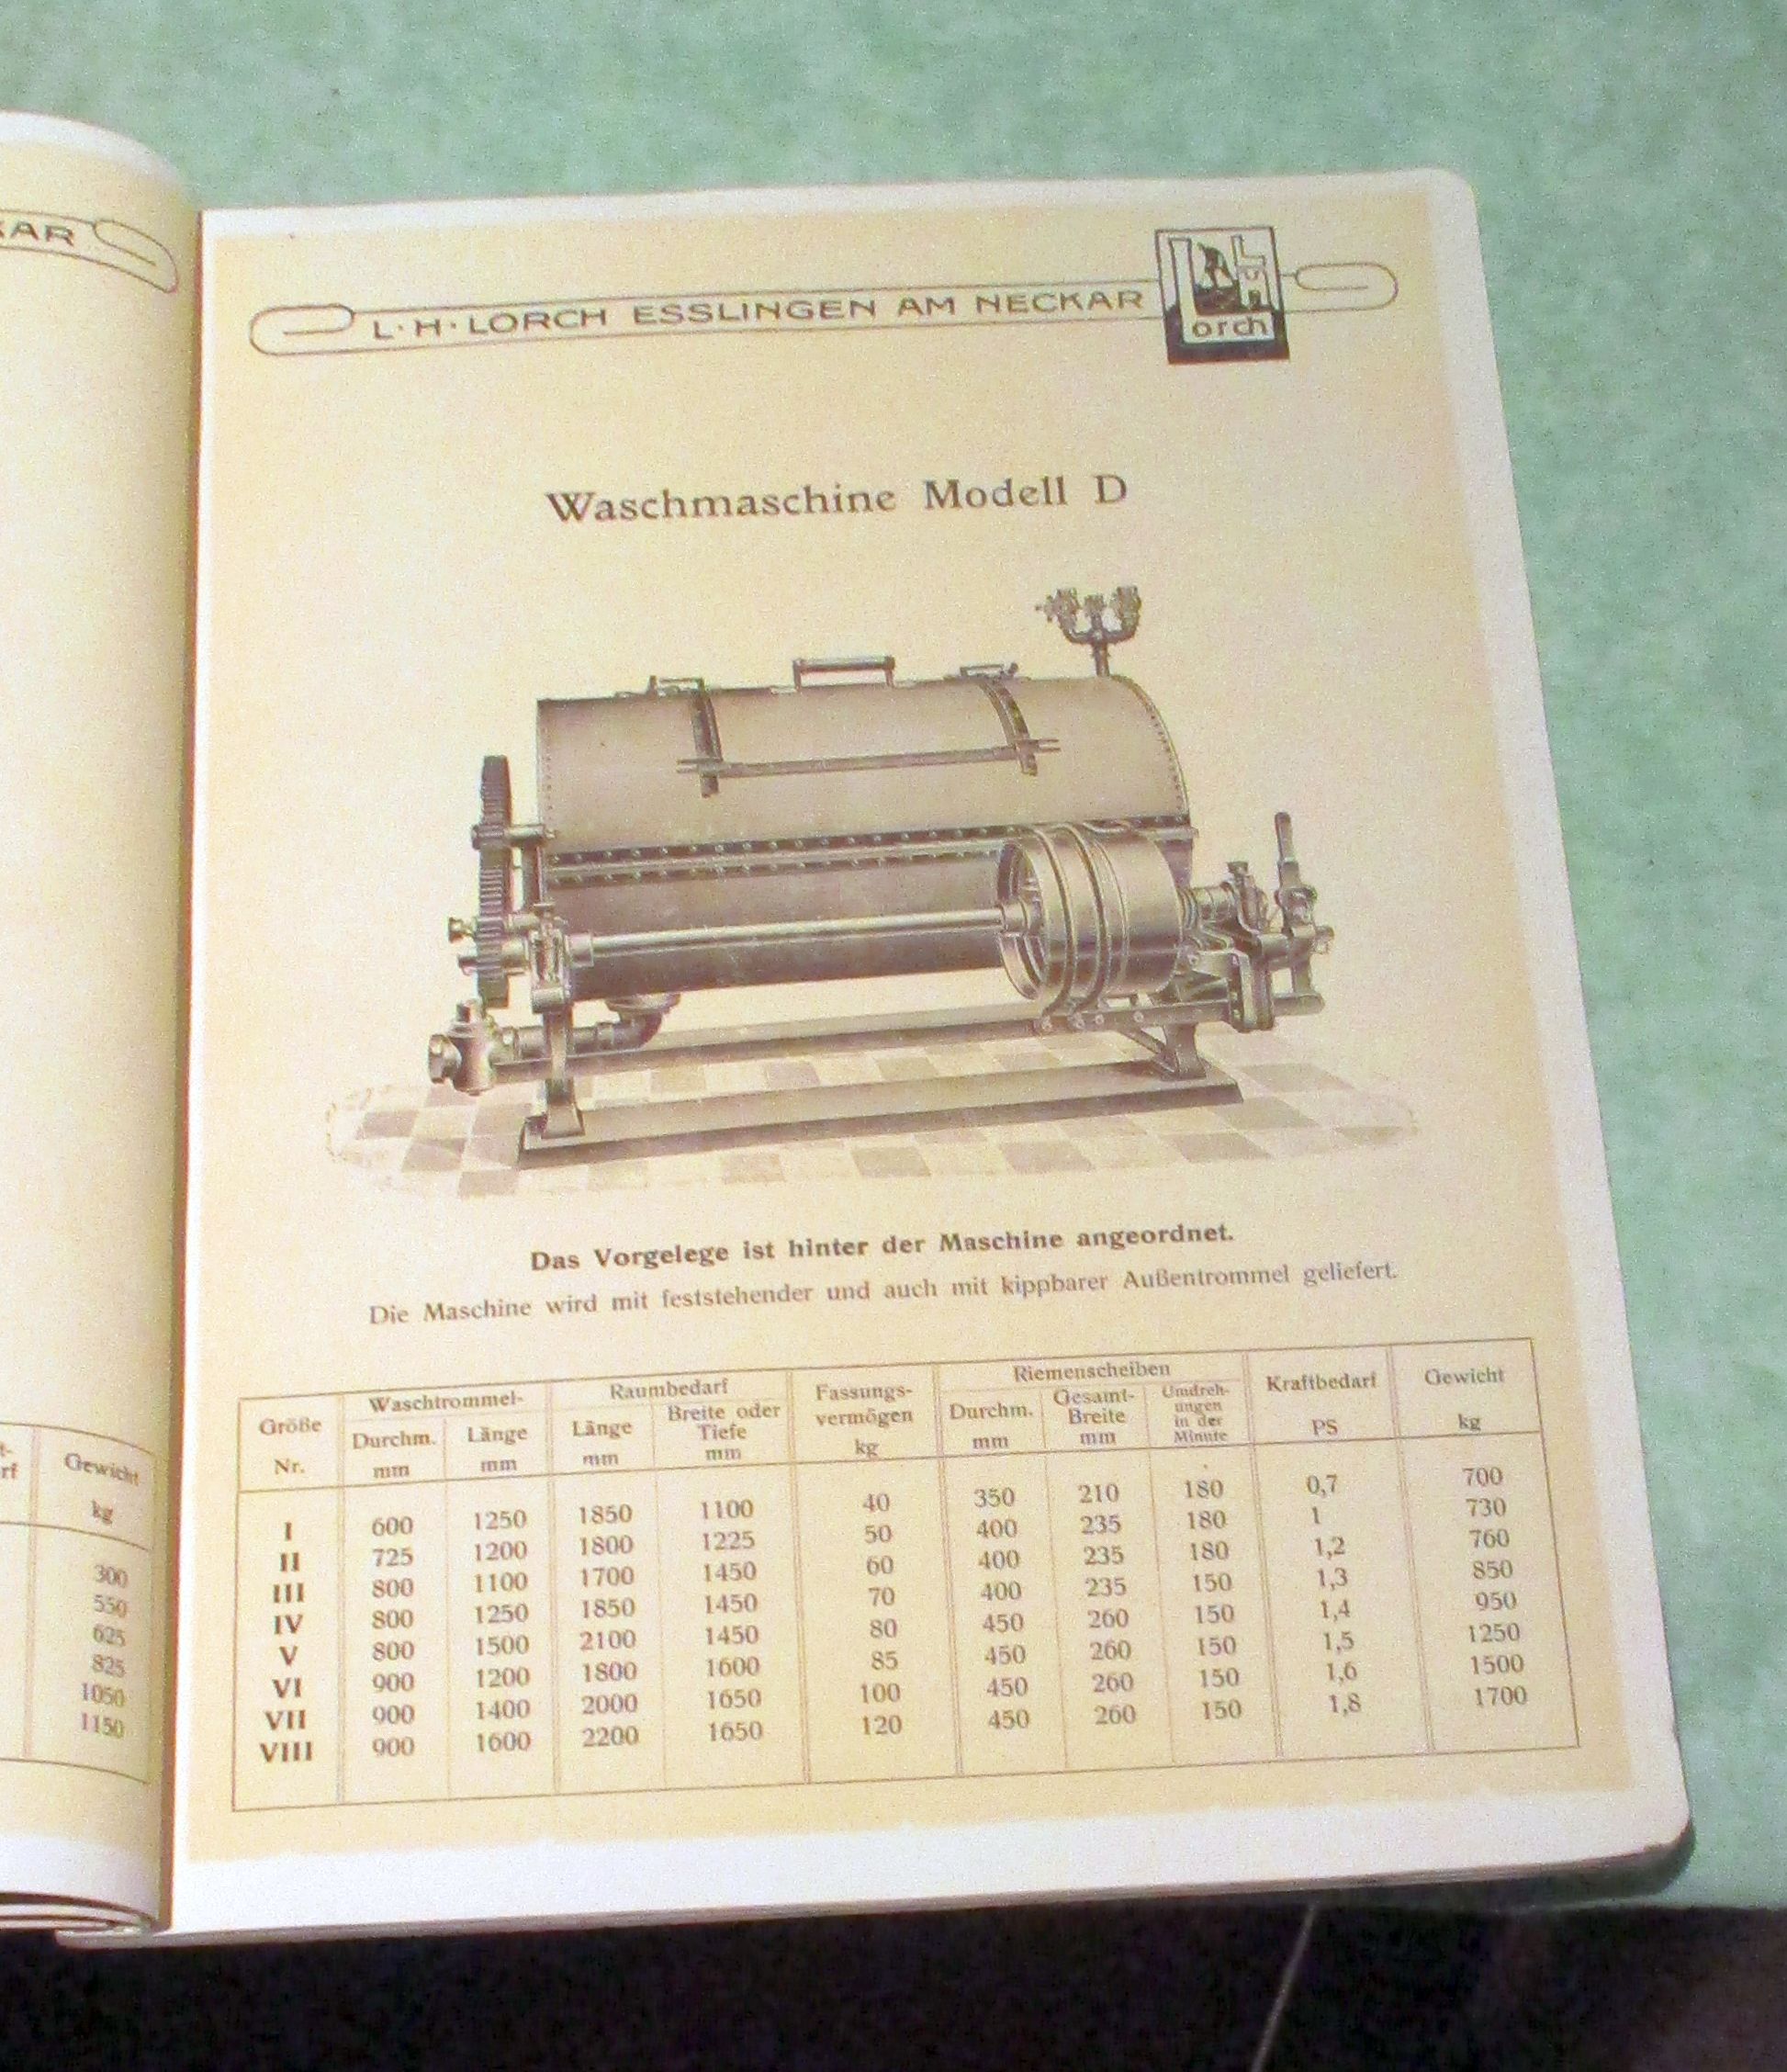 KAR
rf
Gewicht
kg
300
550
625
825
1050
1150
L·H·LORCH ESSLINGEN AM NECKAR
Lorch
Waschmaschine Modell D
Das Vorgelege ist hinter der Maschine angeordnet.
Die Maschine wird mit feststehender und auch mit kippbarer Außentrommel geliefert.
Größe Waschtrommel- Raumbedarf Fassungs- Riemenscheiben Kraftbedarf Gewicht
Durchm. Länge Länge Breite oder vermögen Durchm. Gesamt- Umdreh-
Tiefe Breite ungen
in der
Minute
Nr. mm mm mm mm kg mm mm PS kg
I 600 1250 1850 1100 40 350 210 180 0,7 700
II 725 1200 1800 1225 50 400 235 180 1 730
III 800 1100 1700 1450 60 400 235 180 1,2 760
IV 800 1250 1850 1450 70 400 235 150 1,3 850
V 800 1500 2100 1450 80 450 260 150 1,4 950
VI 900 1200 1800 1600 85 450 260 150 1,5 1250
VII 900 1400 2000 1650 100 450 260 150 1,6 1500
VIII 900 1600 2200 1650 120 450 260 150 1,8 1700